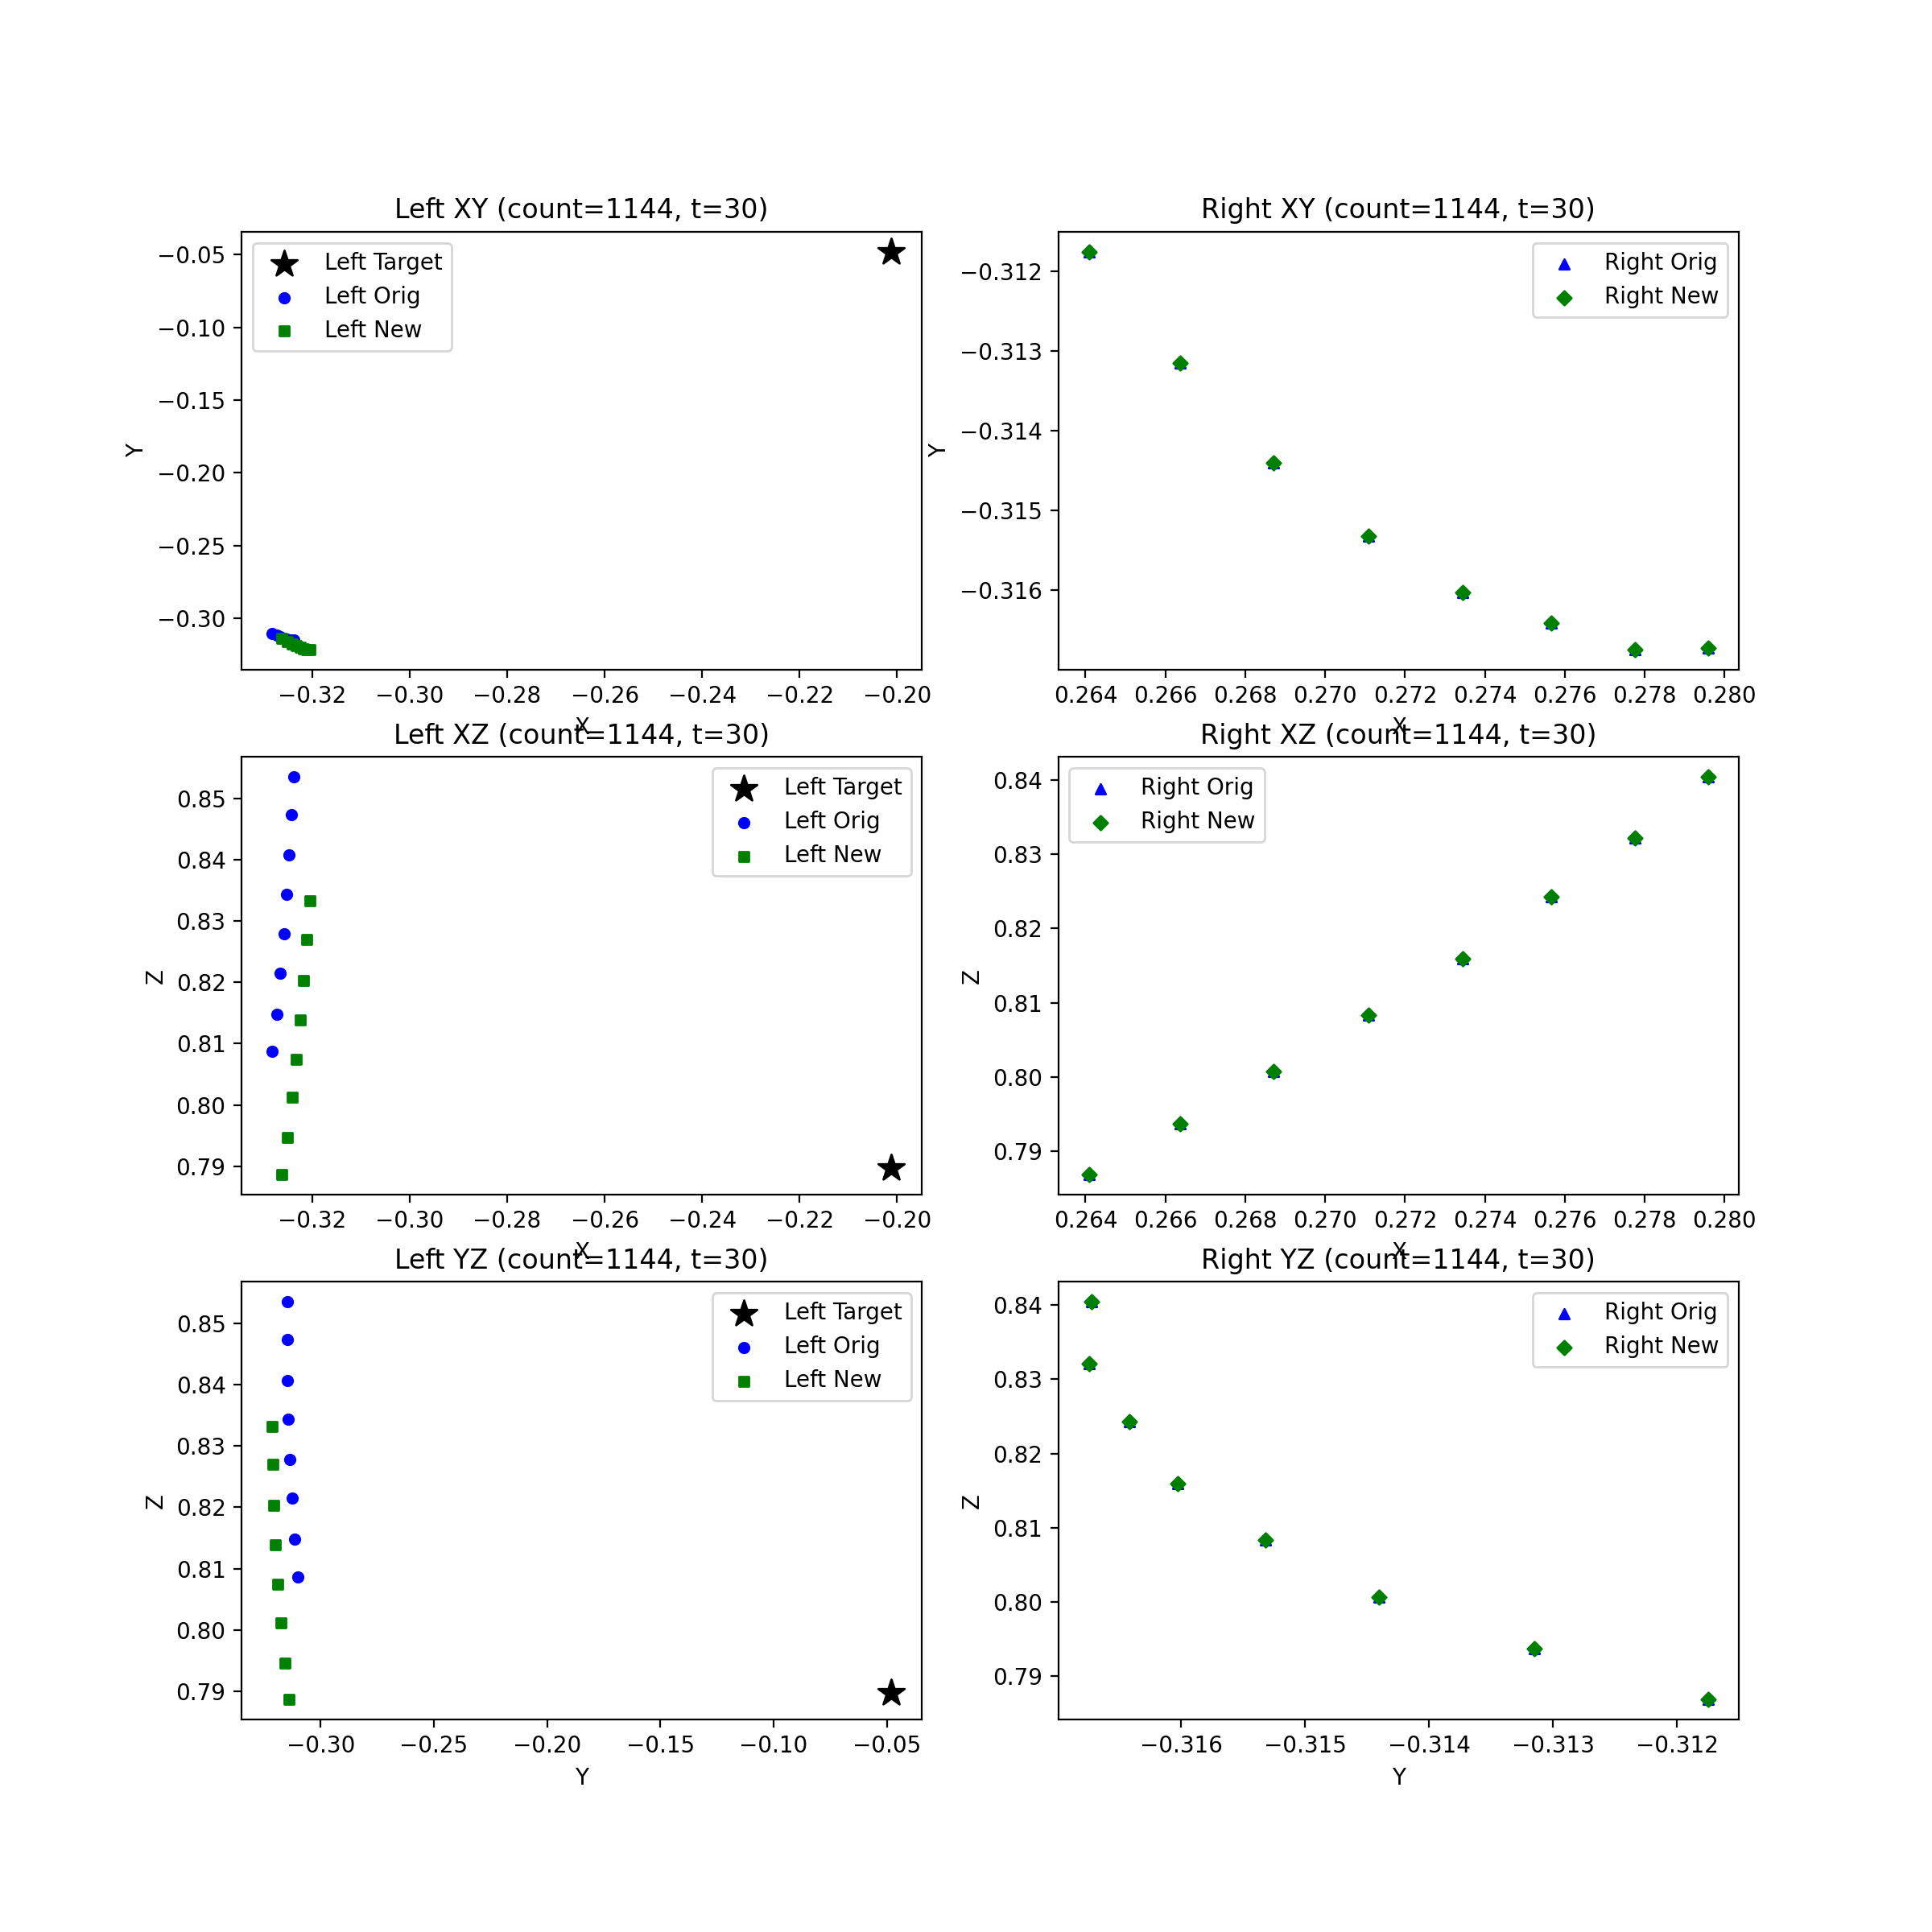 Left XY (count=1144, t=30)
Left Target
Left Orig
Left New
−0.05
−0.10
−0.15
−0.20
−0.25
−0.30
Y
−0.32 −0.30 −0.28 −0.26 −0.24 −0.22 −0.20
X
Right XY (count=1144, t=30)
Right Orig
Right New
−0.312
−0.313
−0.314
−0.315
−0.316
Y
0.264 0.266 0.268 0.270 0.272 0.274 0.276 0.278 0.280
X
Left XZ (count=1144, t=30)
Left Target
Left Orig
Left New
0.85
0.84
0.83
0.82
0.81
0.80
0.79
Z
−0.32 −0.30 −0.28 −0.26 −0.24 −0.22 −0.20
X
Right XZ (count=1144, t=30)
Right Orig
Right New
0.84
0.83
0.82
0.81
0.80
0.79
Z
0.264 0.266 0.268 0.270 0.272 0.274 0.276 0.278 0.280
X
Left YZ (count=1144, t=30)
Left Target
Left Orig
Left New
0.85
0.84
0.83
0.82
0.81
0.80
0.79
Z
−0.30 −0.25 −0.20 −0.15 −0.10 −0.05
Y
Right YZ (count=1144, t=30)
Right Orig
Right New
0.84
0.83
0.82
0.81
0.80
0.79
Z
−0.316 −0.315 −0.314 −0.313 −0.312
Y